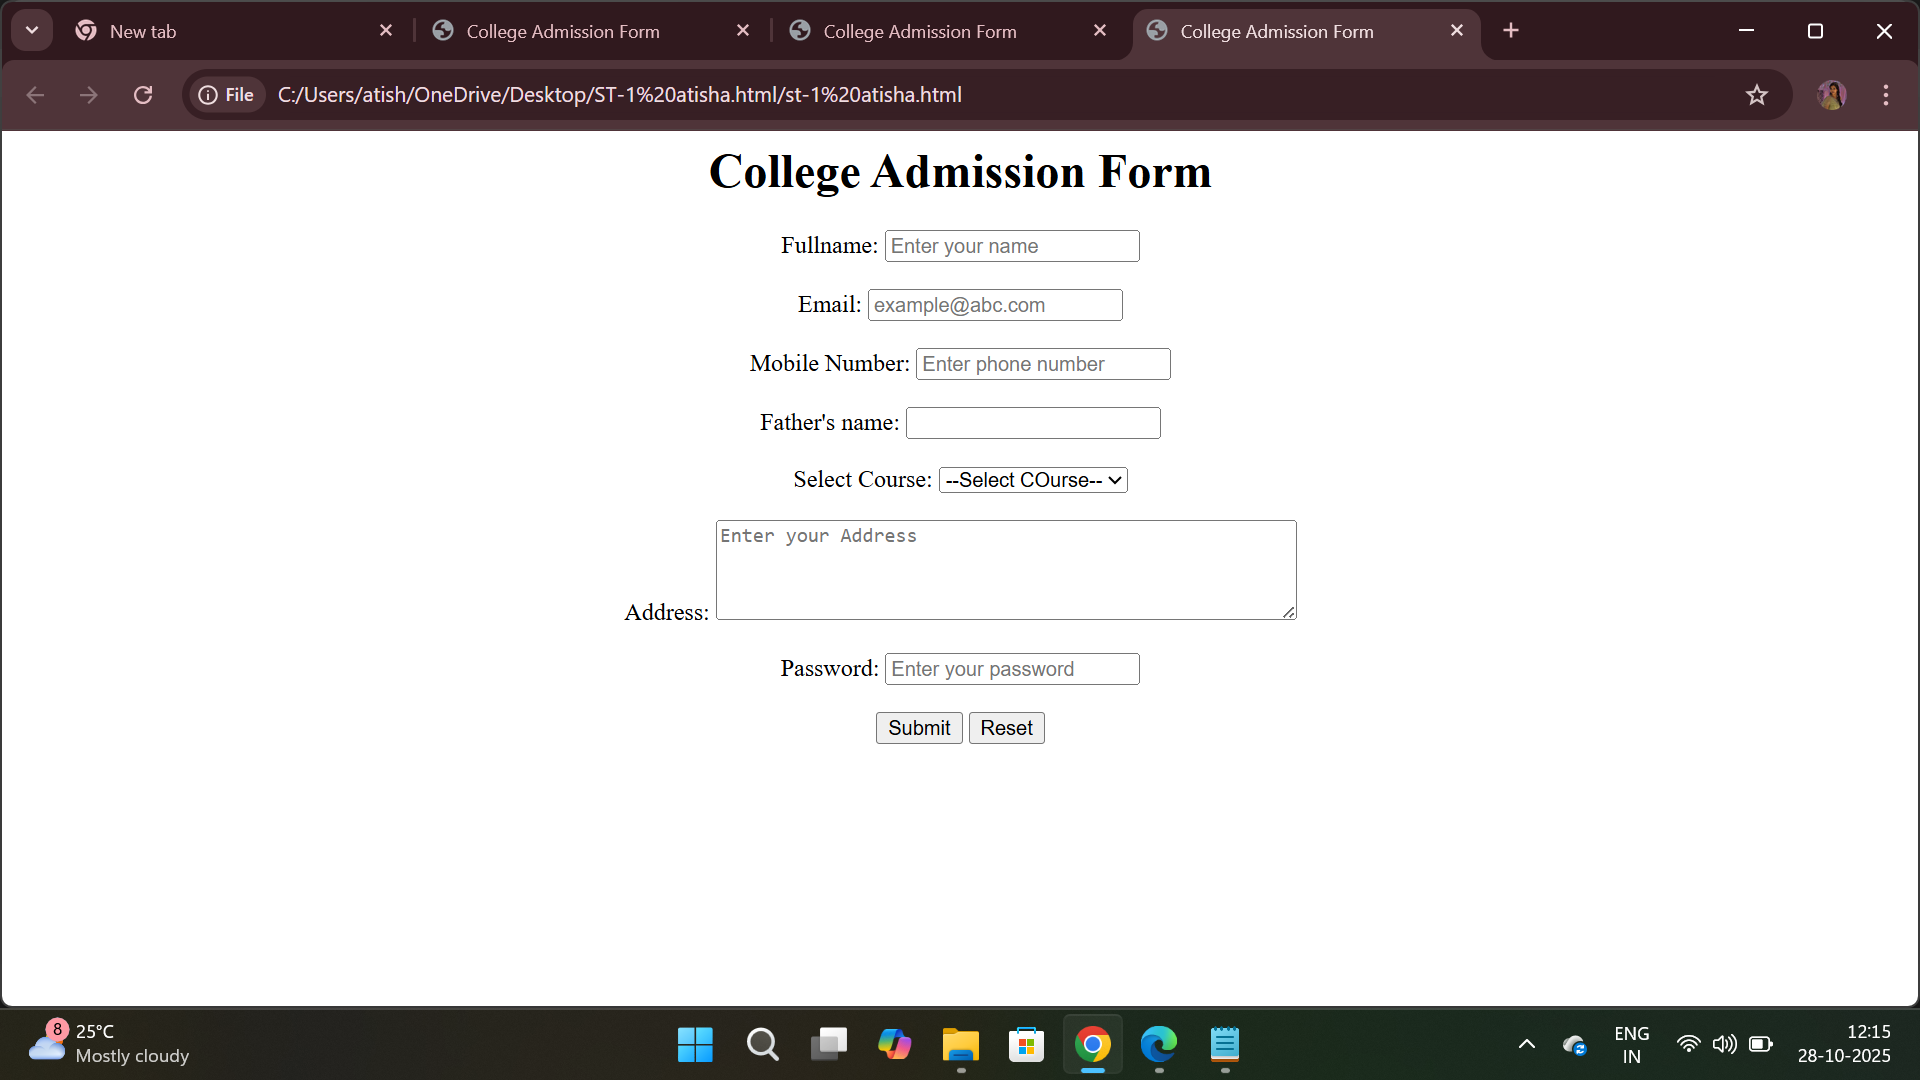 New tab
College Admission Form
College Admission Form
College Admission Form
File
C:/Users/atish/OneDrive/Desktop/ST-1%20atisha.html/st-1%20atisha.html
College Admission Form
Fullname: Enter your name
Email: example@abc.com
Mobile Number: Enter phone number
Father's name:
Select Course: --Select COurse--
Enter your Address
Address:
Password: Enter your password
Submit Reset
8
25°C
Mostly cloudy
ENG
IN
12:15
28-10-2025